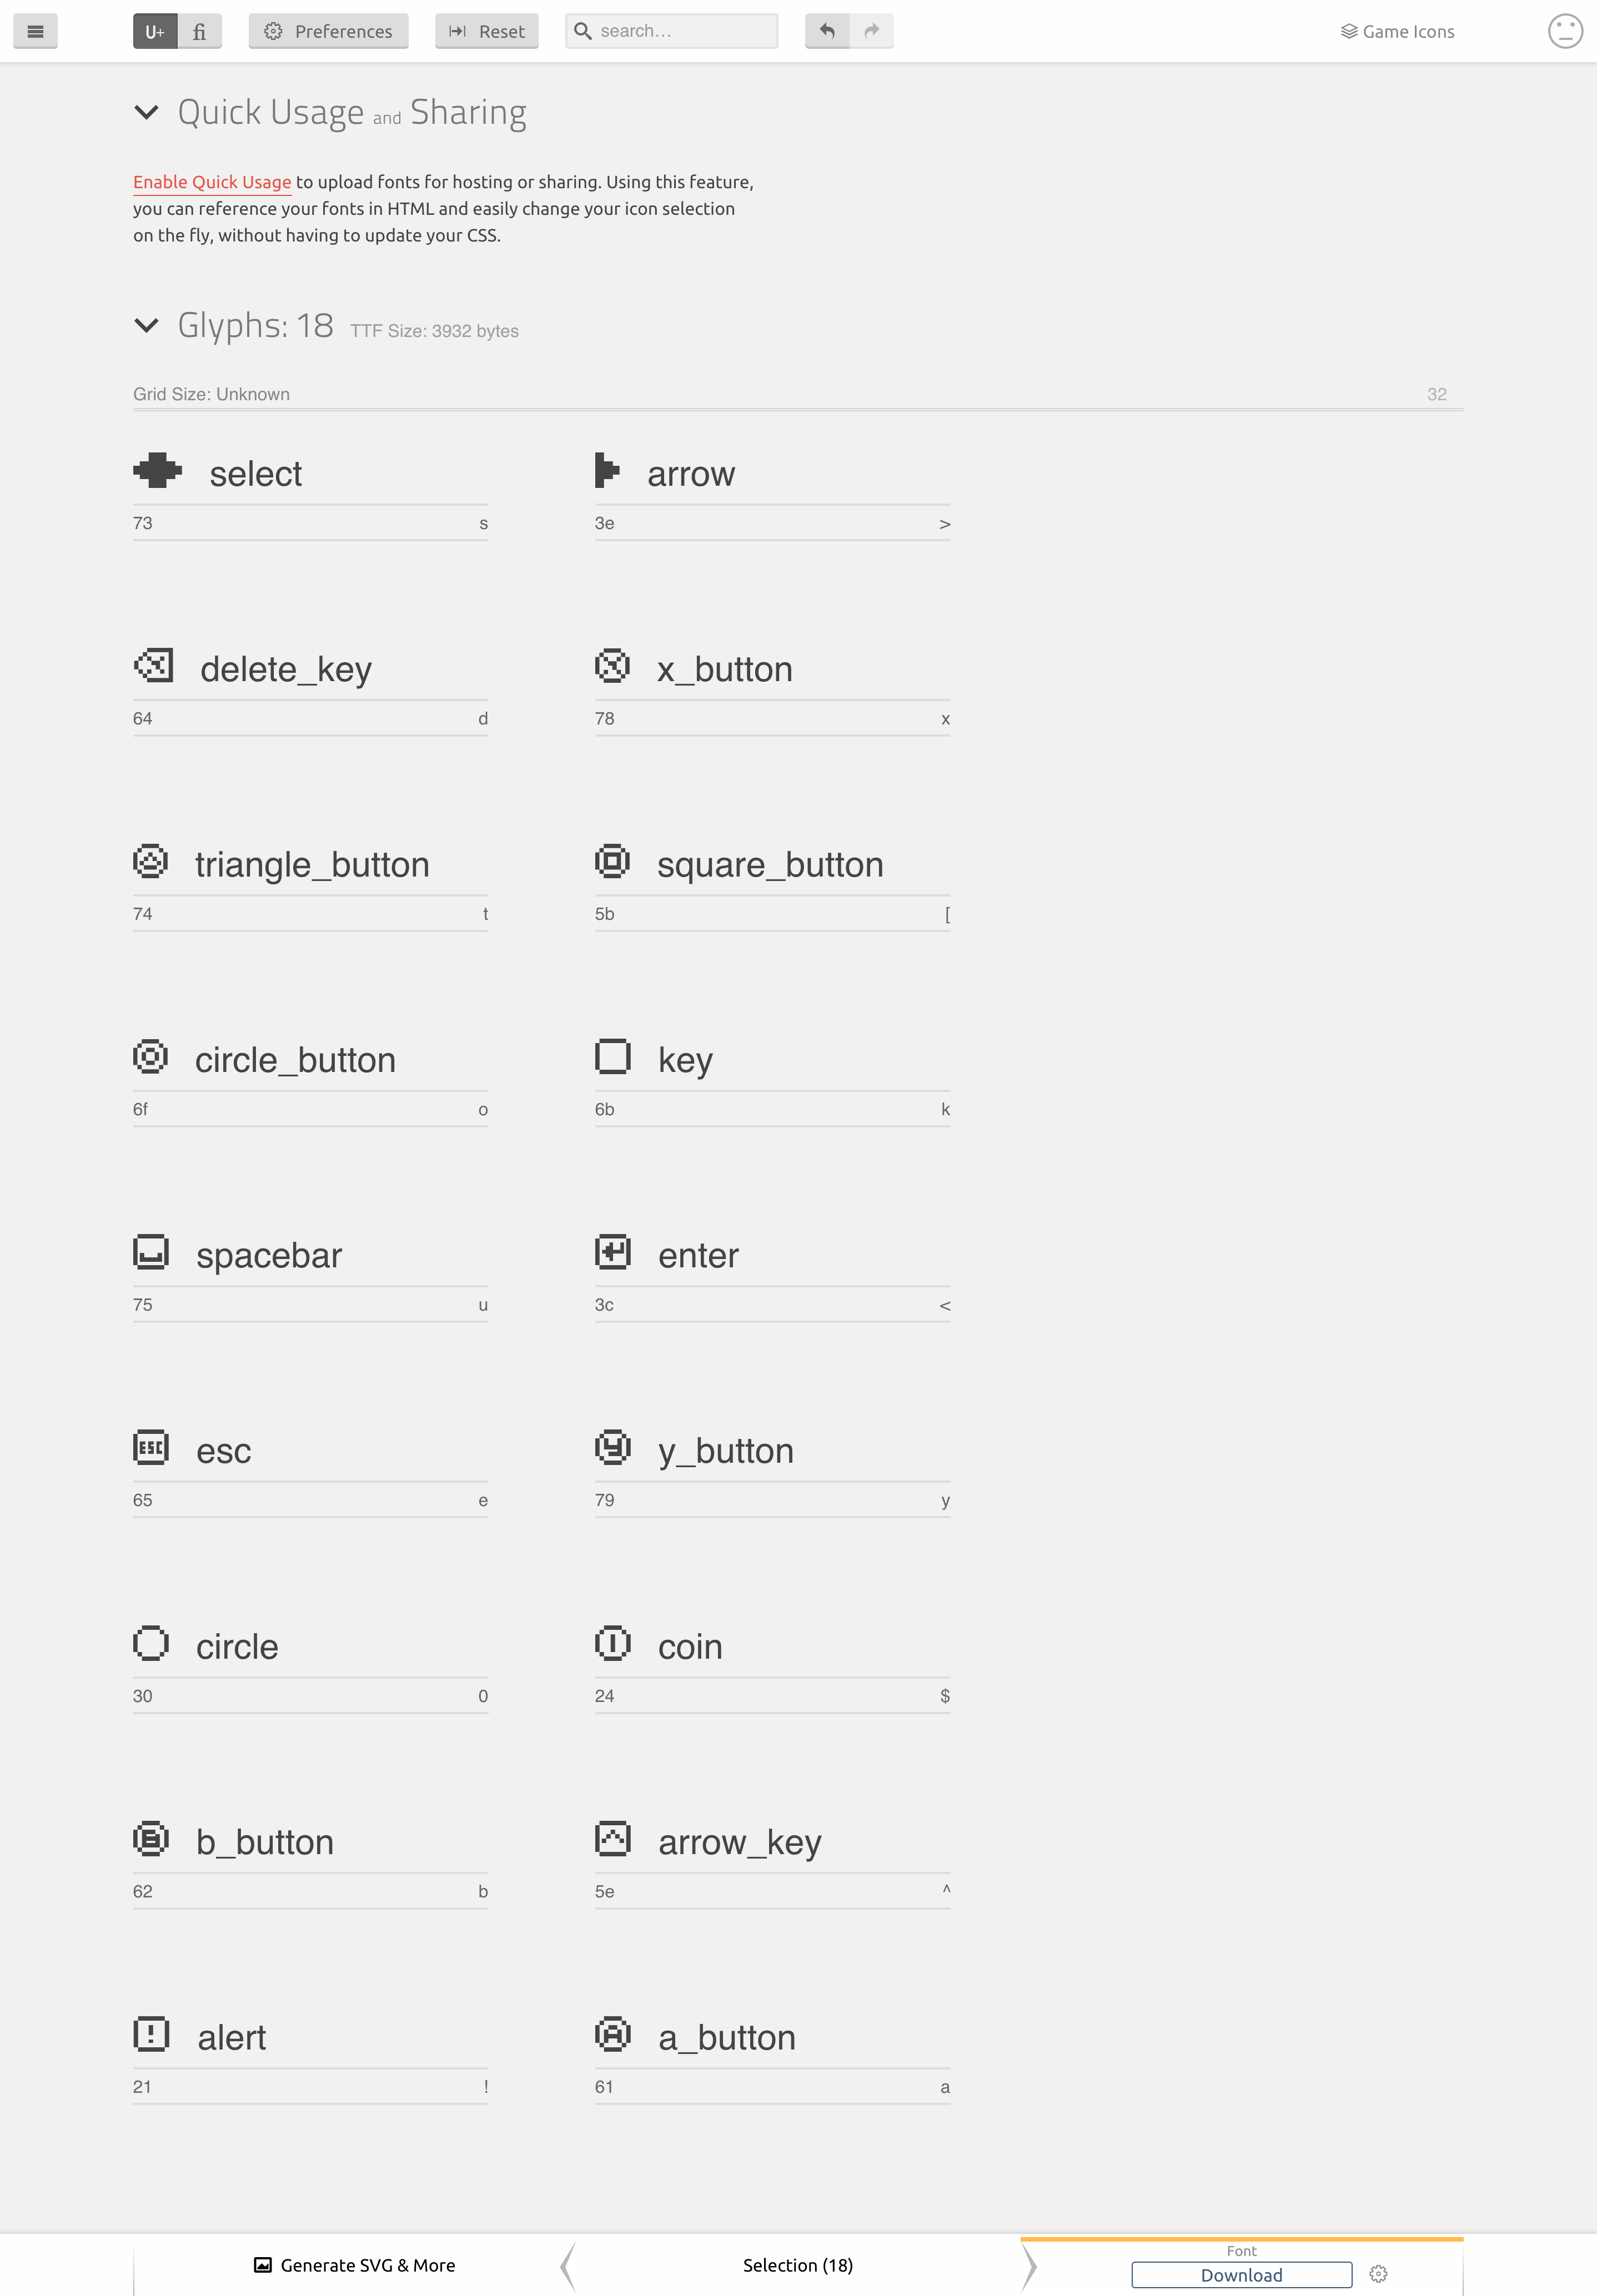 U+ fi Preferences Reset search... Game Icons
Quick Usage and Sharing
Enable Quick Usage to upload fonts for hosting or sharing. Using this feature,
you can reference your fonts in HTML and easily change your icon selection
on the fly, without having to update your CSS.
Glyphs: 18 TTF Size: 3932 bytes
Grid Size: Unknown 32
select arrow
73 s 3e >
delete_key x_button
64 d 78 x
triangle_button square_button
74 t 5b [
circle_button key
6f o 6b k
spacebar enter
75 u 3c <
ESC esc y y_button
65 e 79 y
circle coin
30 0 24 $
B b_button arrow_key
62 b 5e ^
! alert A a_button
21 ! 61 a
Generate SVG & More Selection (18) Font
Download